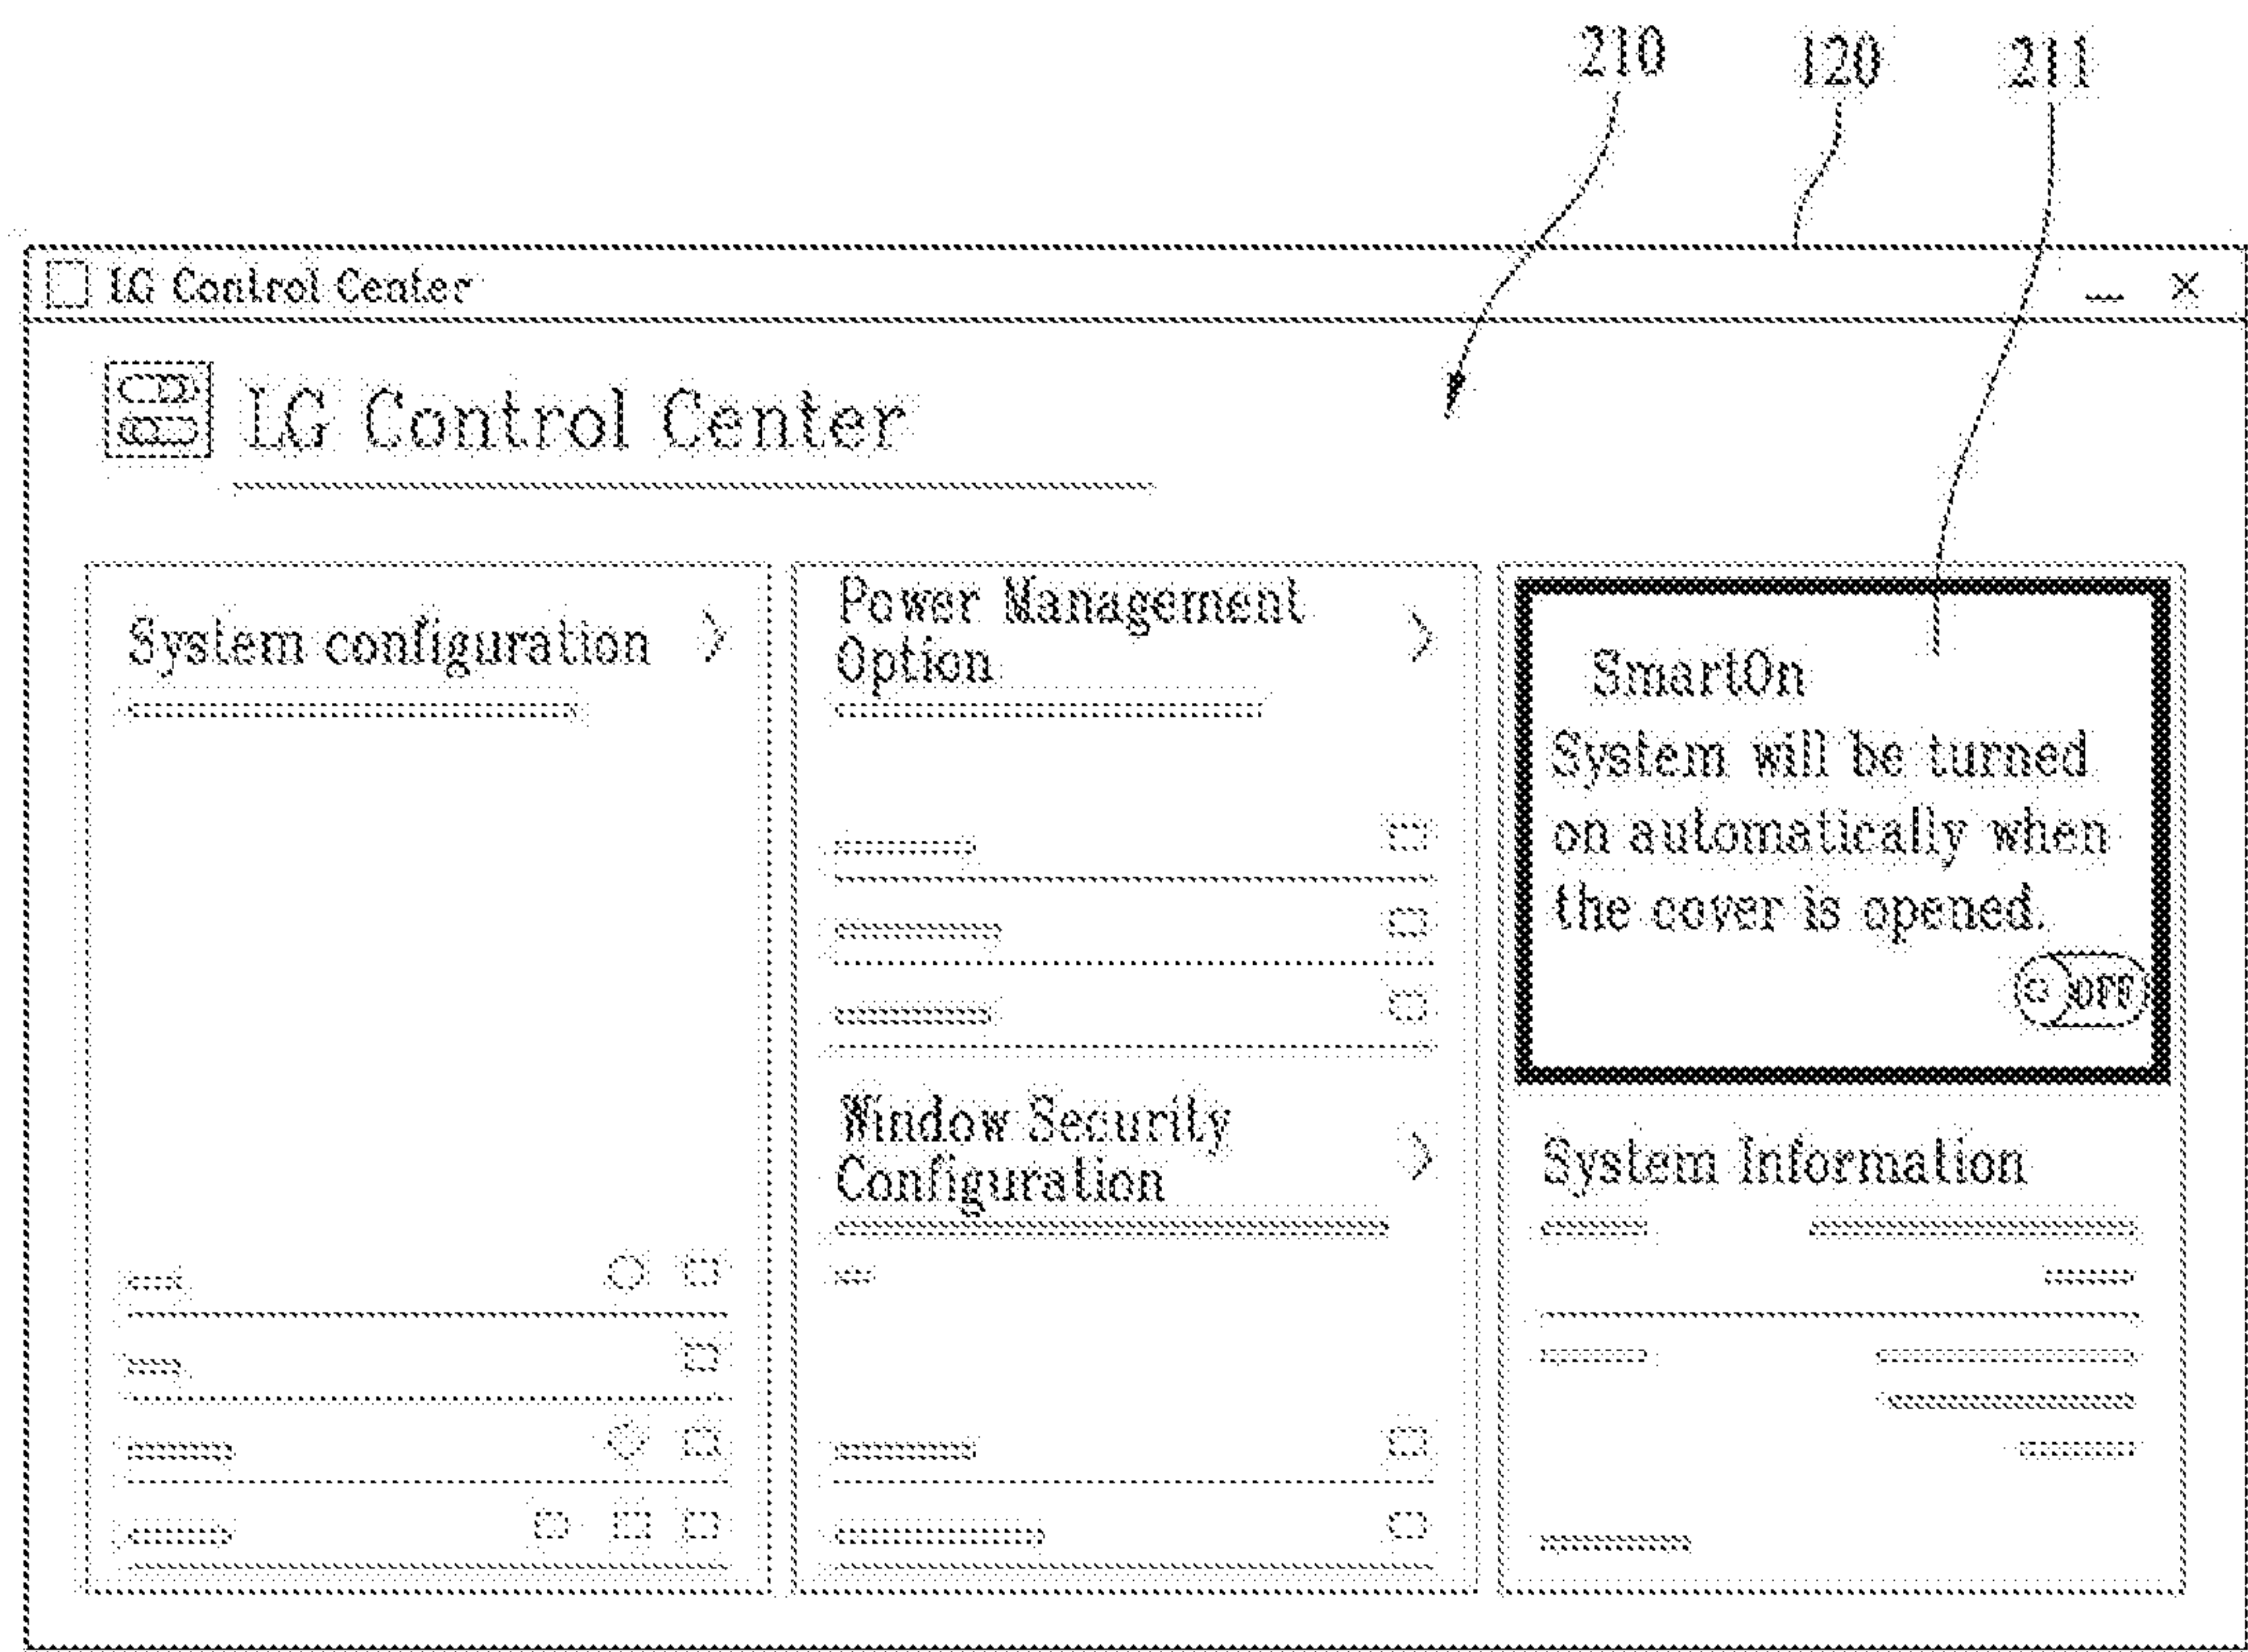 210 120 211
LG Control Center
LG Control Center
System configuration
Power Management
Option
Window Security
Configuration
SmartOn
System will be turned
on automatically when
the cover is opened.
OFF
System Information